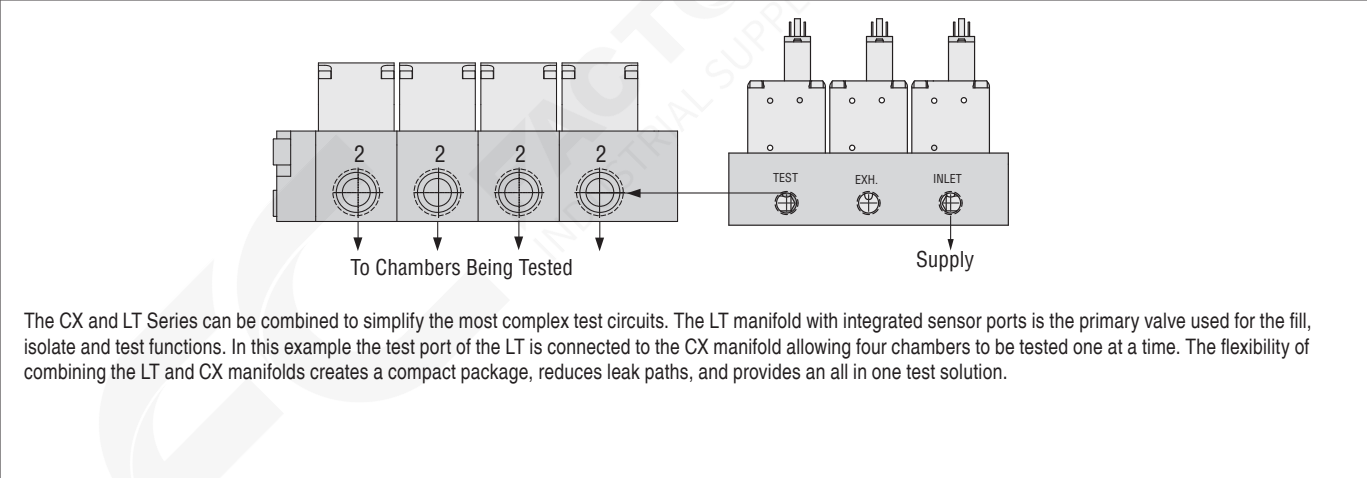 2 2 2 2
TEST EXH. INLET
To Chambers Being Tested
Supply
The CX and LT Series can be combined to simplify the most complex test circuits. The LT manifold with integrated sensor ports is the primary valve used for the fill,
isolate and test functions. In this example the test port of the LT is connected to the CX manifold allowing four chambers to be tested one at a time. The flexibility of
combining the LT and CX manifolds creates a compact package, reduces leak paths, and provides an all in one test solution.